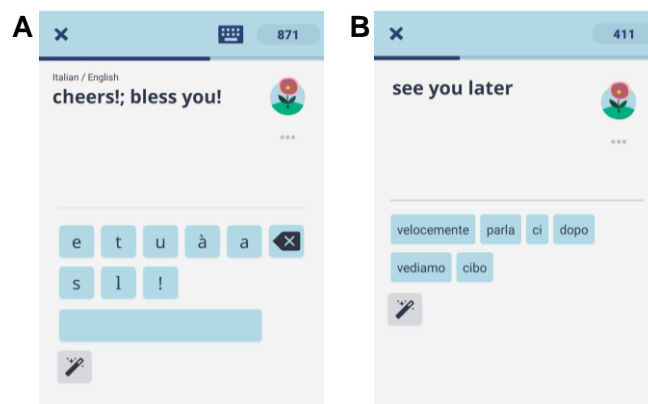 A
871
Italian / English
cheers!; bless you!
e t u à a
s l !
B
411
see you later
velocemente parla ci dopo
vediamo cibo